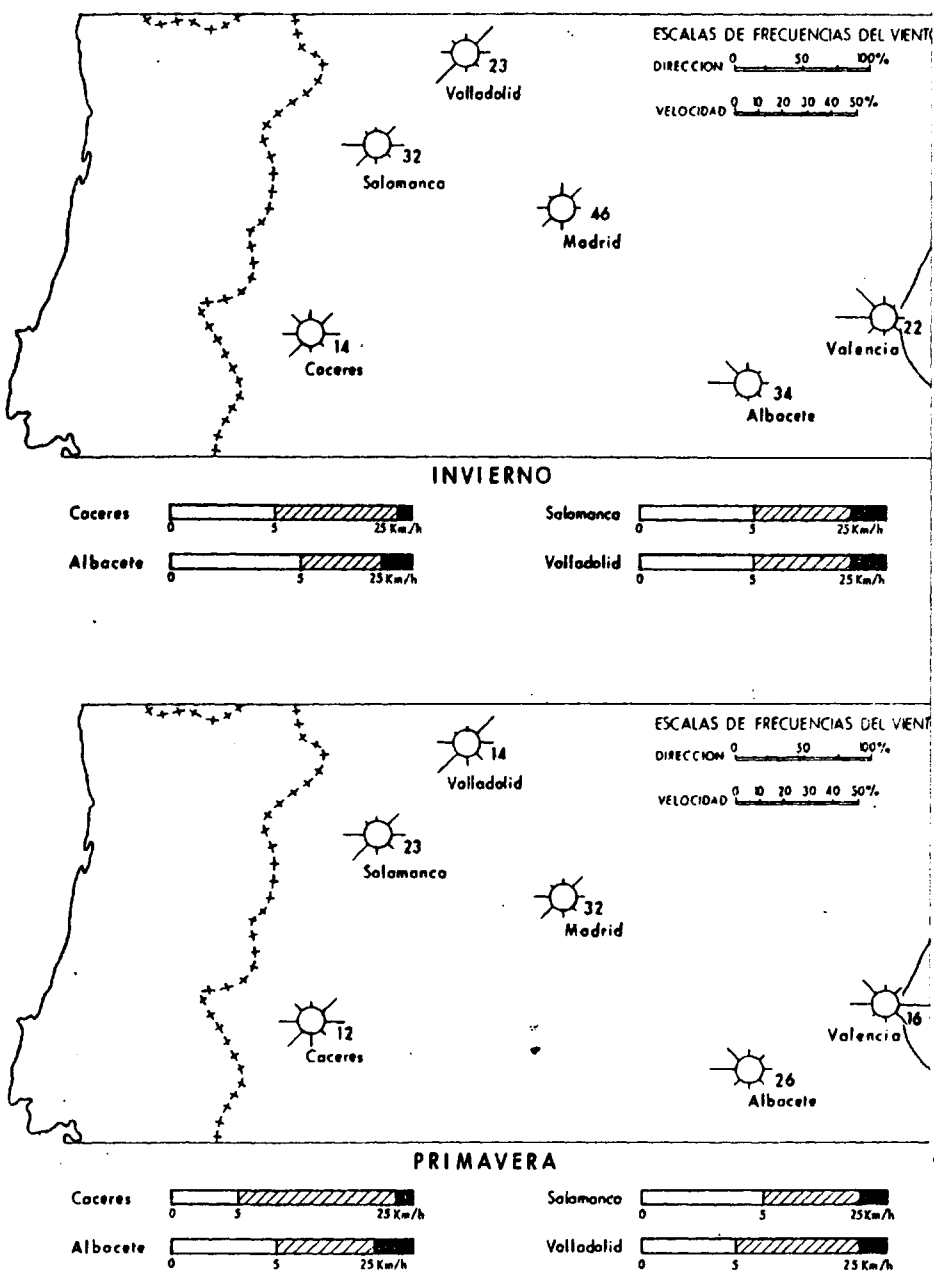 ESCALAS DE FRECUENCIAS DEL VIENTO
DIRECCION 0 50 100%
VELOCIDAD 0 10 20 30 40 50%
23
Valladolid
32
Salamanca
46
Madrid
14
Caceres
22
Valencia
34
Albacete
INVIERNO
Caceres 0 5 25 Km/h
Salamanca 0 5 25 Km/h
Albacete 0 5 25 Km/h
Valladolid 0 5 25 Km/h
ESCALAS DE FRECUENCIAS DEL VIENT
DIRECCION 0 50 100%
VELOCIDAD 0 10 20 30 40 50%
14
Valladolid
23
Salamanca
32
Madrid
12
Caceres
16
Valencia
26
Albacete
PRIMAVERA
Caceres 0 5 25 Km/h
Salamanca 0 5 25 Km/h
Albacete 0 5 25 Km/h
Valladolid 0 5 25 Km/h